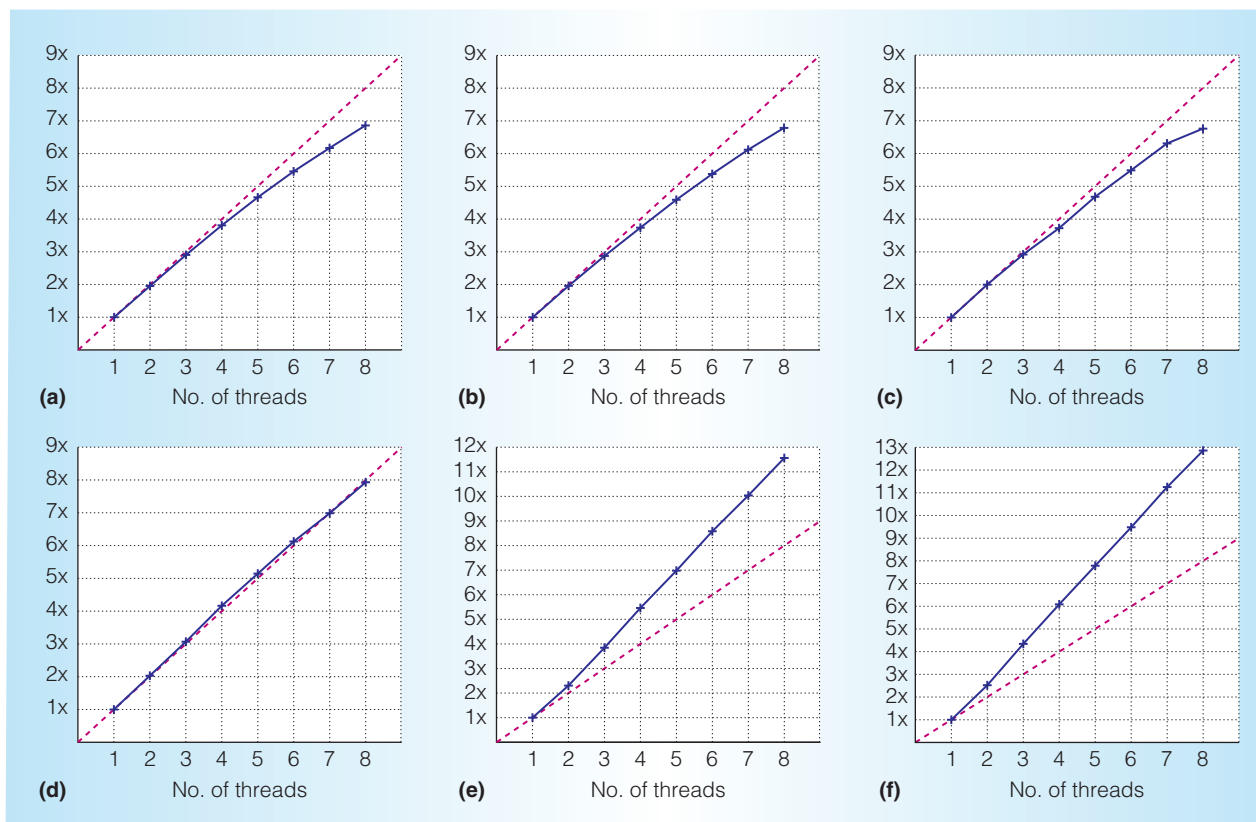 9x
8x
7x
6x
5x
4x
3x
2x
1x
1 2 3 4 5 6 7 8
(a) No. of threads
9x
8x
7x
6x
5x
4x
3x
2x
1x
1 2 3 4 5 6 7 8
(b) No. of threads
9x
8x
7x
6x
5x
4x
3x
2x
1x
1 2 3 4 5 6 7 8
(c) No. of threads
9x
8x
7x
6x
5x
4x
3x
2x
1x
1 2 3 4 5 6 7 8
(d) No. of threads
12x
11x
10x
9x
8x
7x
6x
5x
4x
3x
2x
1x
1 2 3 4 5 6 7 8
(e) No. of threads
13x
12x
11x
10x
9x
8x
7x
6x
5x
4x
3x
2x
1x
1 2 3 4 5 6 7 8
(f) No. of threads